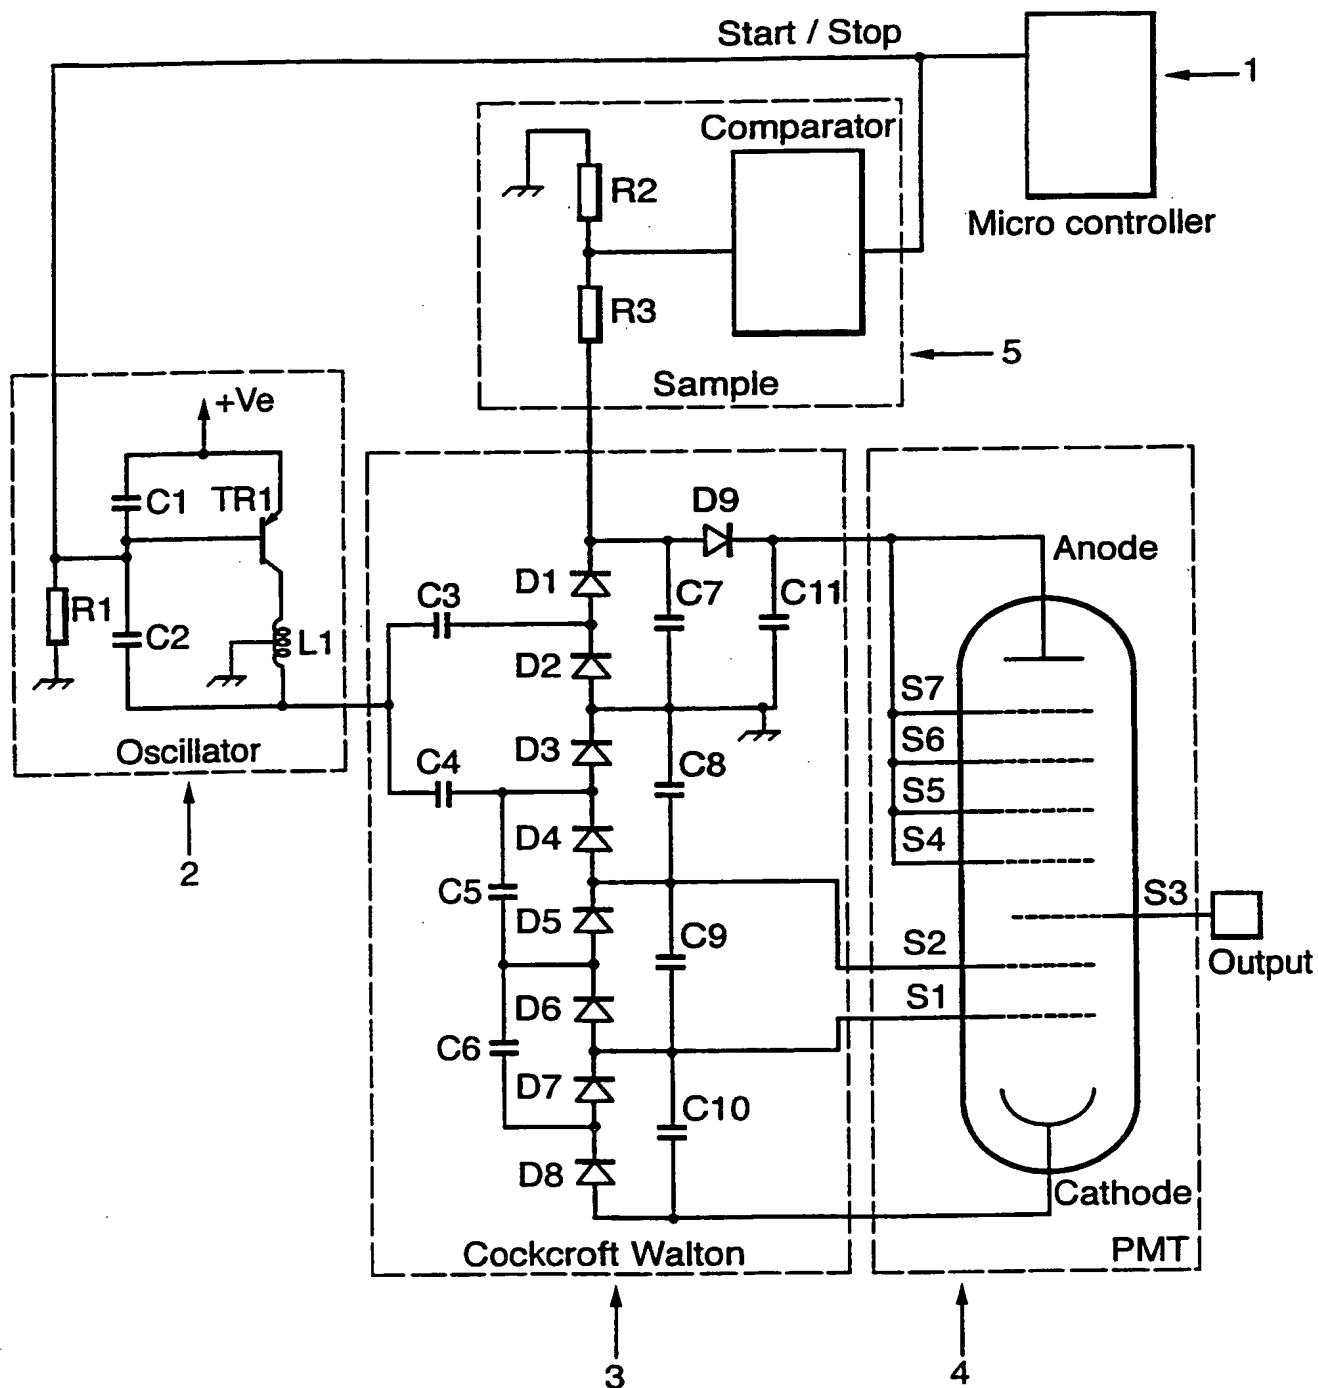 Start / Stop
1
Comparator
R2
Micro controller
R3
5
Sample
+Ve
C1
TR1
D9
Anode
D1
C3
C7
C11
R1
C2
L1
D2
S7
Oscillator
D3
S6
C4
C8
S5
D4
S4
2
C5
S3
D5
C9
S2
Output
S1
D6
C6
D7
C10
D8
Cathode
Cockcroft Walton
PMT
3
4